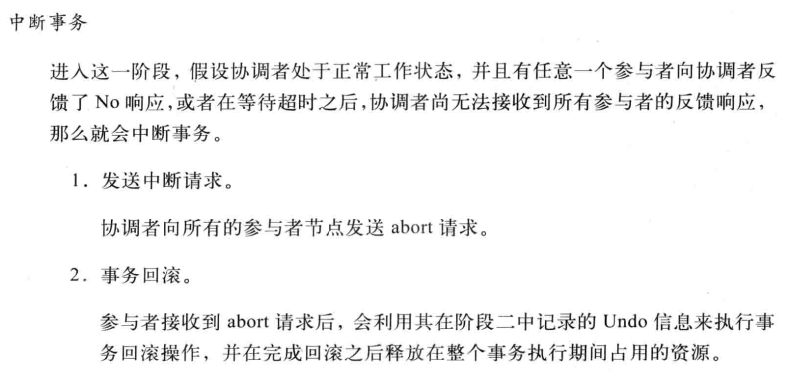 中断事务
进入这一阶段，假设协调者处于正常工作状态，并且有任意一个参与者向协调者反
馈了 No 响应，或者在等待超时之后，协调者尚无法接收到所有参与者的反馈响应，
那么就会中断事务。
1．发送中断请求。
协调者向所有的参与者节点发送 abort 请求。
2．事务回滚。
参与者接收到 abort 请求后，会利用其在阶段二中记录的 Undo 信息来执行事
务回滚操作，并在完成回滚之后释放在整个事务执行期间占用的资源。